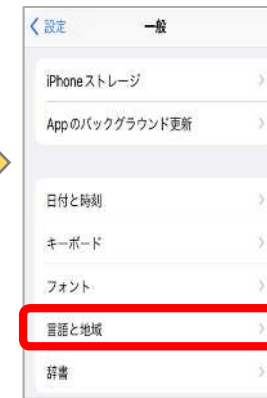 設定 一般
iPhoneストレージ
Appのバックグラウンド更新
日付と時刻
キーボード
フォント
言語と地域
辞書